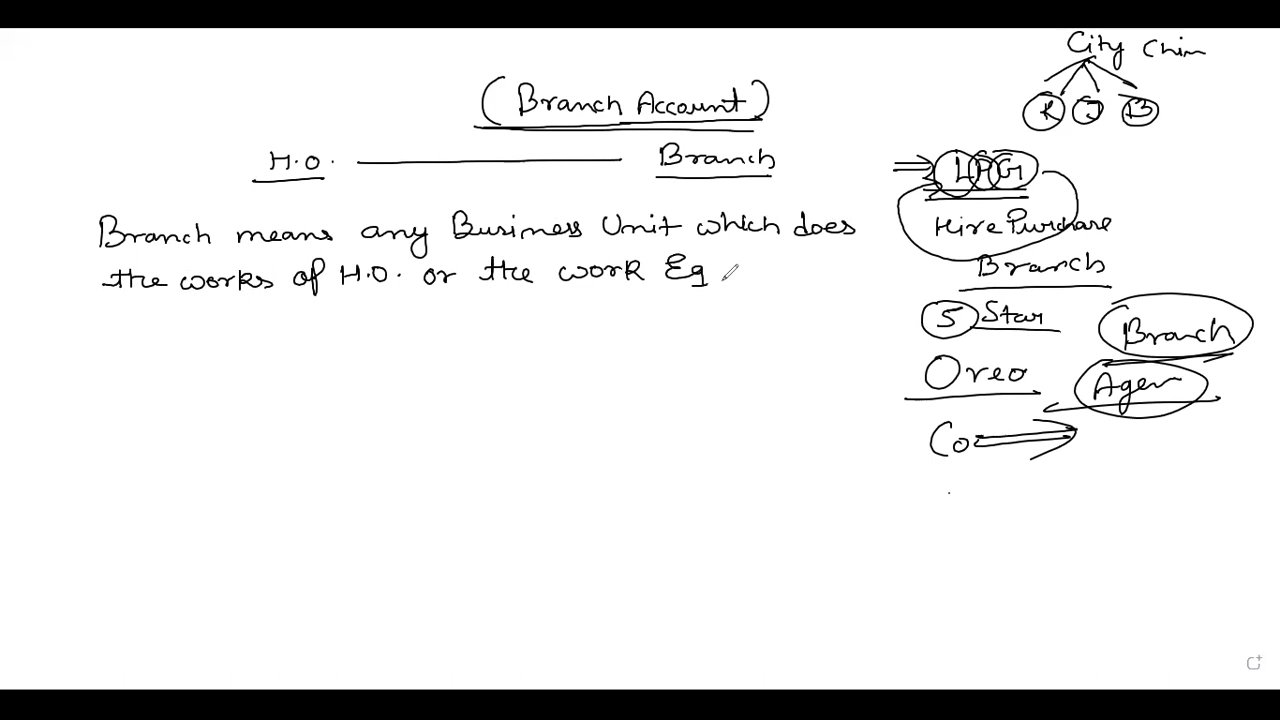 City Chim
(Branch Account)
K J B
H.O. Branch
LPG
Branch means any Business Unit which does
the works of H.O. or the work Eq
Hire Purchase
Branch
5 Star
Branch
Oreo
Agen
Co